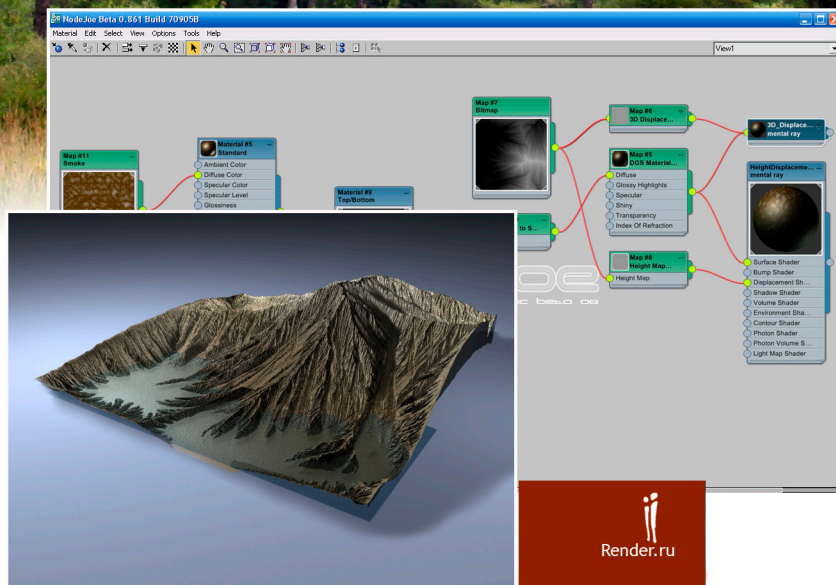 NodeJoe Beta 0.861 Build 70905B
Material Edit Select View Options Tools Help
View1
Map #11
Smoke
Material #5
Standard
Ambient Color
Diffuse Color
Specular Color
Specular Level
Glossiness
Material #9
Top/Bottom
Map #7
Bitmap
to S...
Map #6
3D Displace...
Map #5
DGS Material...
Diffuse
Glossy Highlights
Specular
Shiny
Transparency
Index Of Refraction
Map #8
Height Map...
Height Map
3D_Displace...
mental ray
HeightDisplaceme...
mental ray
Surface Shader
Bump Shader
Displacement Sh...
Shadow Shader
Volume Shader
Environment Sha...
Contour Shader
Photon Shader
Photon Volume S...
Light Map Shader
Render.ru